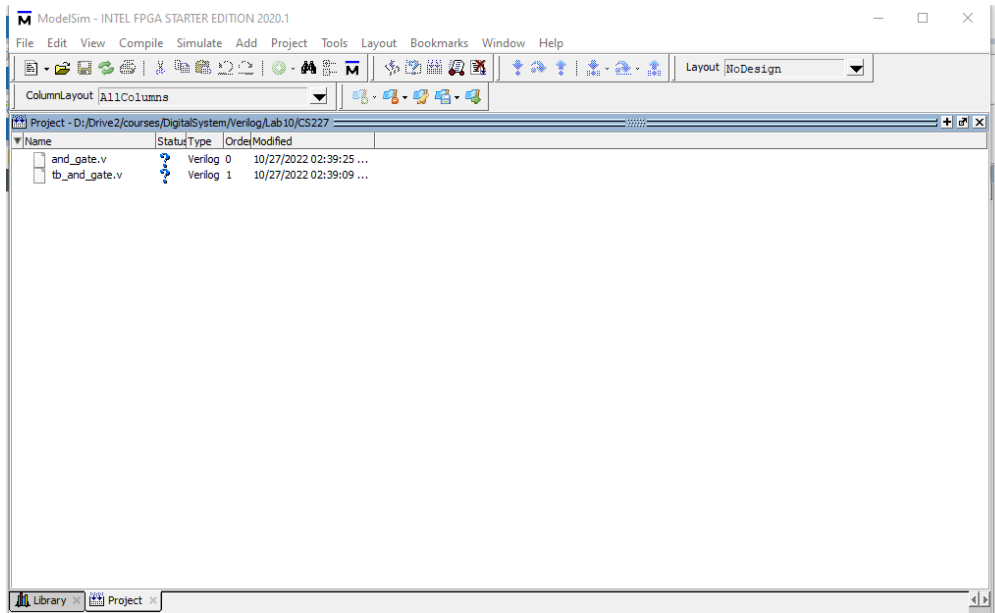 ModelSim - INTEL FPGA STARTER EDITION 2020.1
File Edit View Compile Simulate Add Project Tools Layout Bookmarks Window Help
Layout NoDesign
ColumnLayout AllColumns
Project - D:/Drive2/courses/DigitalSystem/Verilog/Lab10/CS227
Name Status Type Order Modified
and_gate.v ? Verilog 0 10/27/2022 02:39:25 ...
tb_and_gate.v ? Verilog 1 10/27/2022 02:39:09 ...
Library Project